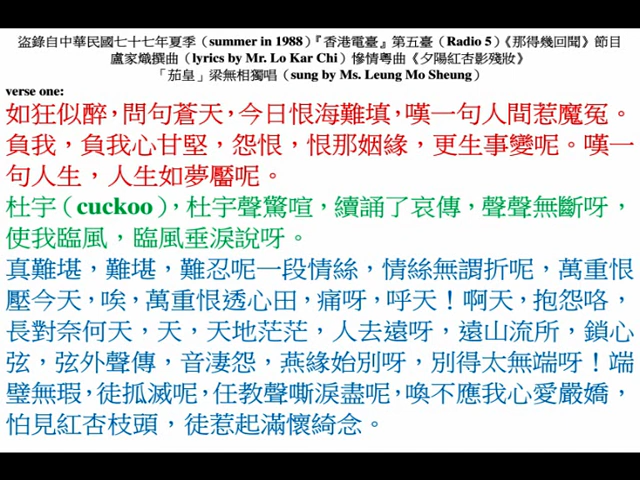 盜錄自中華民國七十七年夏季（summer in 1988）『香港電臺』第五臺（Radio 5）《那得幾回聞》節目
盧家熾撰曲（lyrics by Mr. Lo Kar Chi）慘情粵曲《夕陽紅杏影殘妝》
「茄皇」梁無相獨唱（sung by Ms. Leung Mo Sheung）
verse one:
如狂似醉，問句蒼天，今日恨海難填，嘆一句人間惹魔冤。
負我，負我心甘堅，怨恨，恨那姻緣，更生事變呢。嘆一
句人生，人生如夢魘呢。
杜宇（cuckoo），杜宇聲驚喧，續誦了哀傳，聲聲無斷呀，
使我臨風，臨風垂淚說呀。
真難堪，難堪，難忍呢一段情絲，情絲無謂折呢，萬重恨
壓今天，唉，萬重恨透心田，痛呀，呼天！啊天，抱怨咯，
長對奈何天，天，天地茫茫，人去遠呀，遠山流所，鎖心
弦，弦外聲傳，音淒怨，燕緣始別呀，別得太無端呀！端
璧無瑕，徒孤滅呢，任教聲嘶淚盡呢，喚不應我心愛嚴嬌，
怕見紅杏枝頭，徒惹起滿懷綺念。